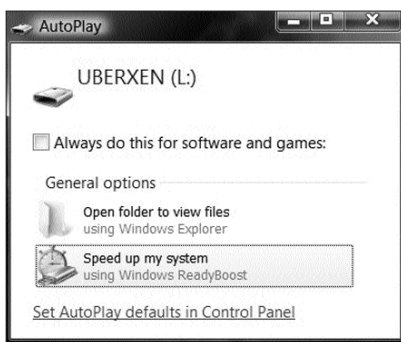 AutoPlay
UBERXEN (L:)
Always do this for software and games:
General options
Open folder to view files
using Windows Explorer
Speed up my system
using Windows ReadyBoost
Set AutoPlay defaults in Control Panel